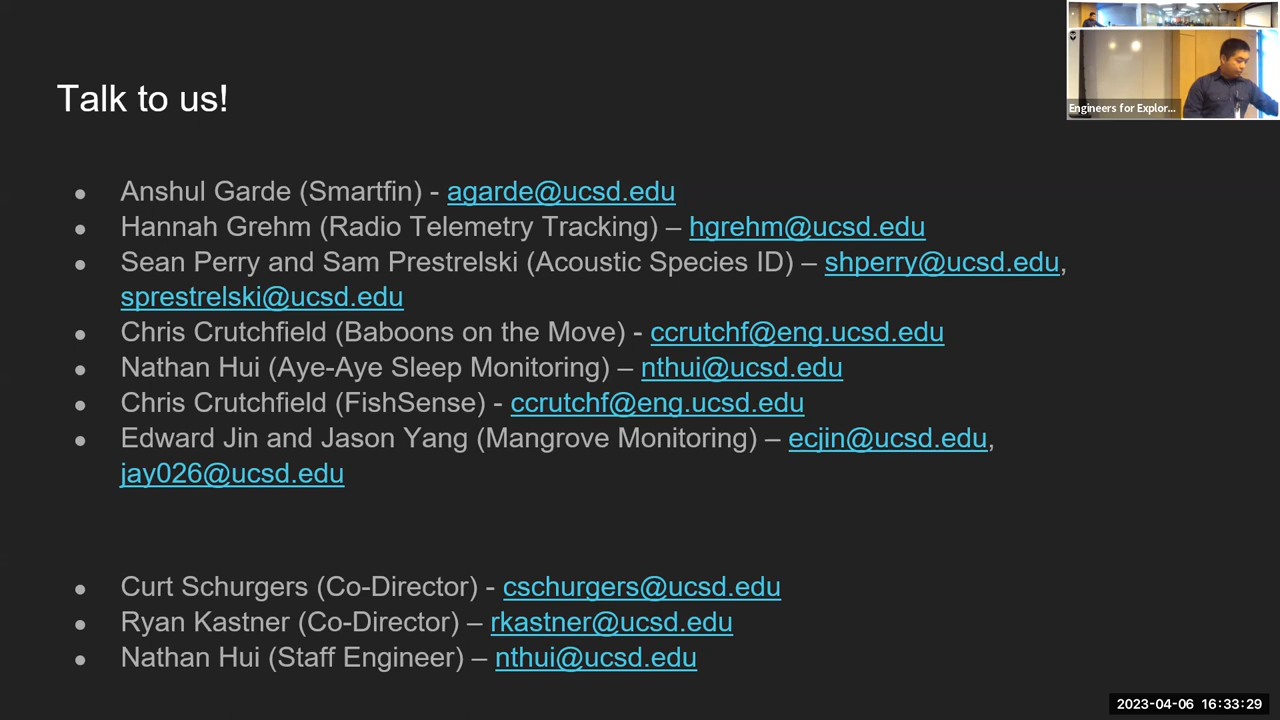 Talk to us!
Engineers for Explor...
● Anshul Garde (Smartfin) - agarde@ucsd.edu
● Hannah Grehm (Radio Telemetry Tracking) – hgrehm@ucsd.edu
● Sean Perry and Sam Prestrelski (Acoustic Species ID) – shperry@ucsd.edu,
sprestrelski@ucsd.edu
● Chris Crutchfield (Baboons on the Move) - ccrutchf@eng.ucsd.edu
● Nathan Hui (Aye-Aye Sleep Monitoring) – nthui@ucsd.edu
● Chris Crutchfield (FishSense) - ccrutchf@eng.ucsd.edu
● Edward Jin and Jason Yang (Mangrove Monitoring) – ecjin@ucsd.edu,
jay026@ucsd.edu
● Curt Schurgers (Co-Director) - cschurgers@ucsd.edu
● Ryan Kastner (Co-Director) – rkastner@ucsd.edu
● Nathan Hui (Staff Engineer) – nthui@ucsd.edu
2023-04-06 16:33:29